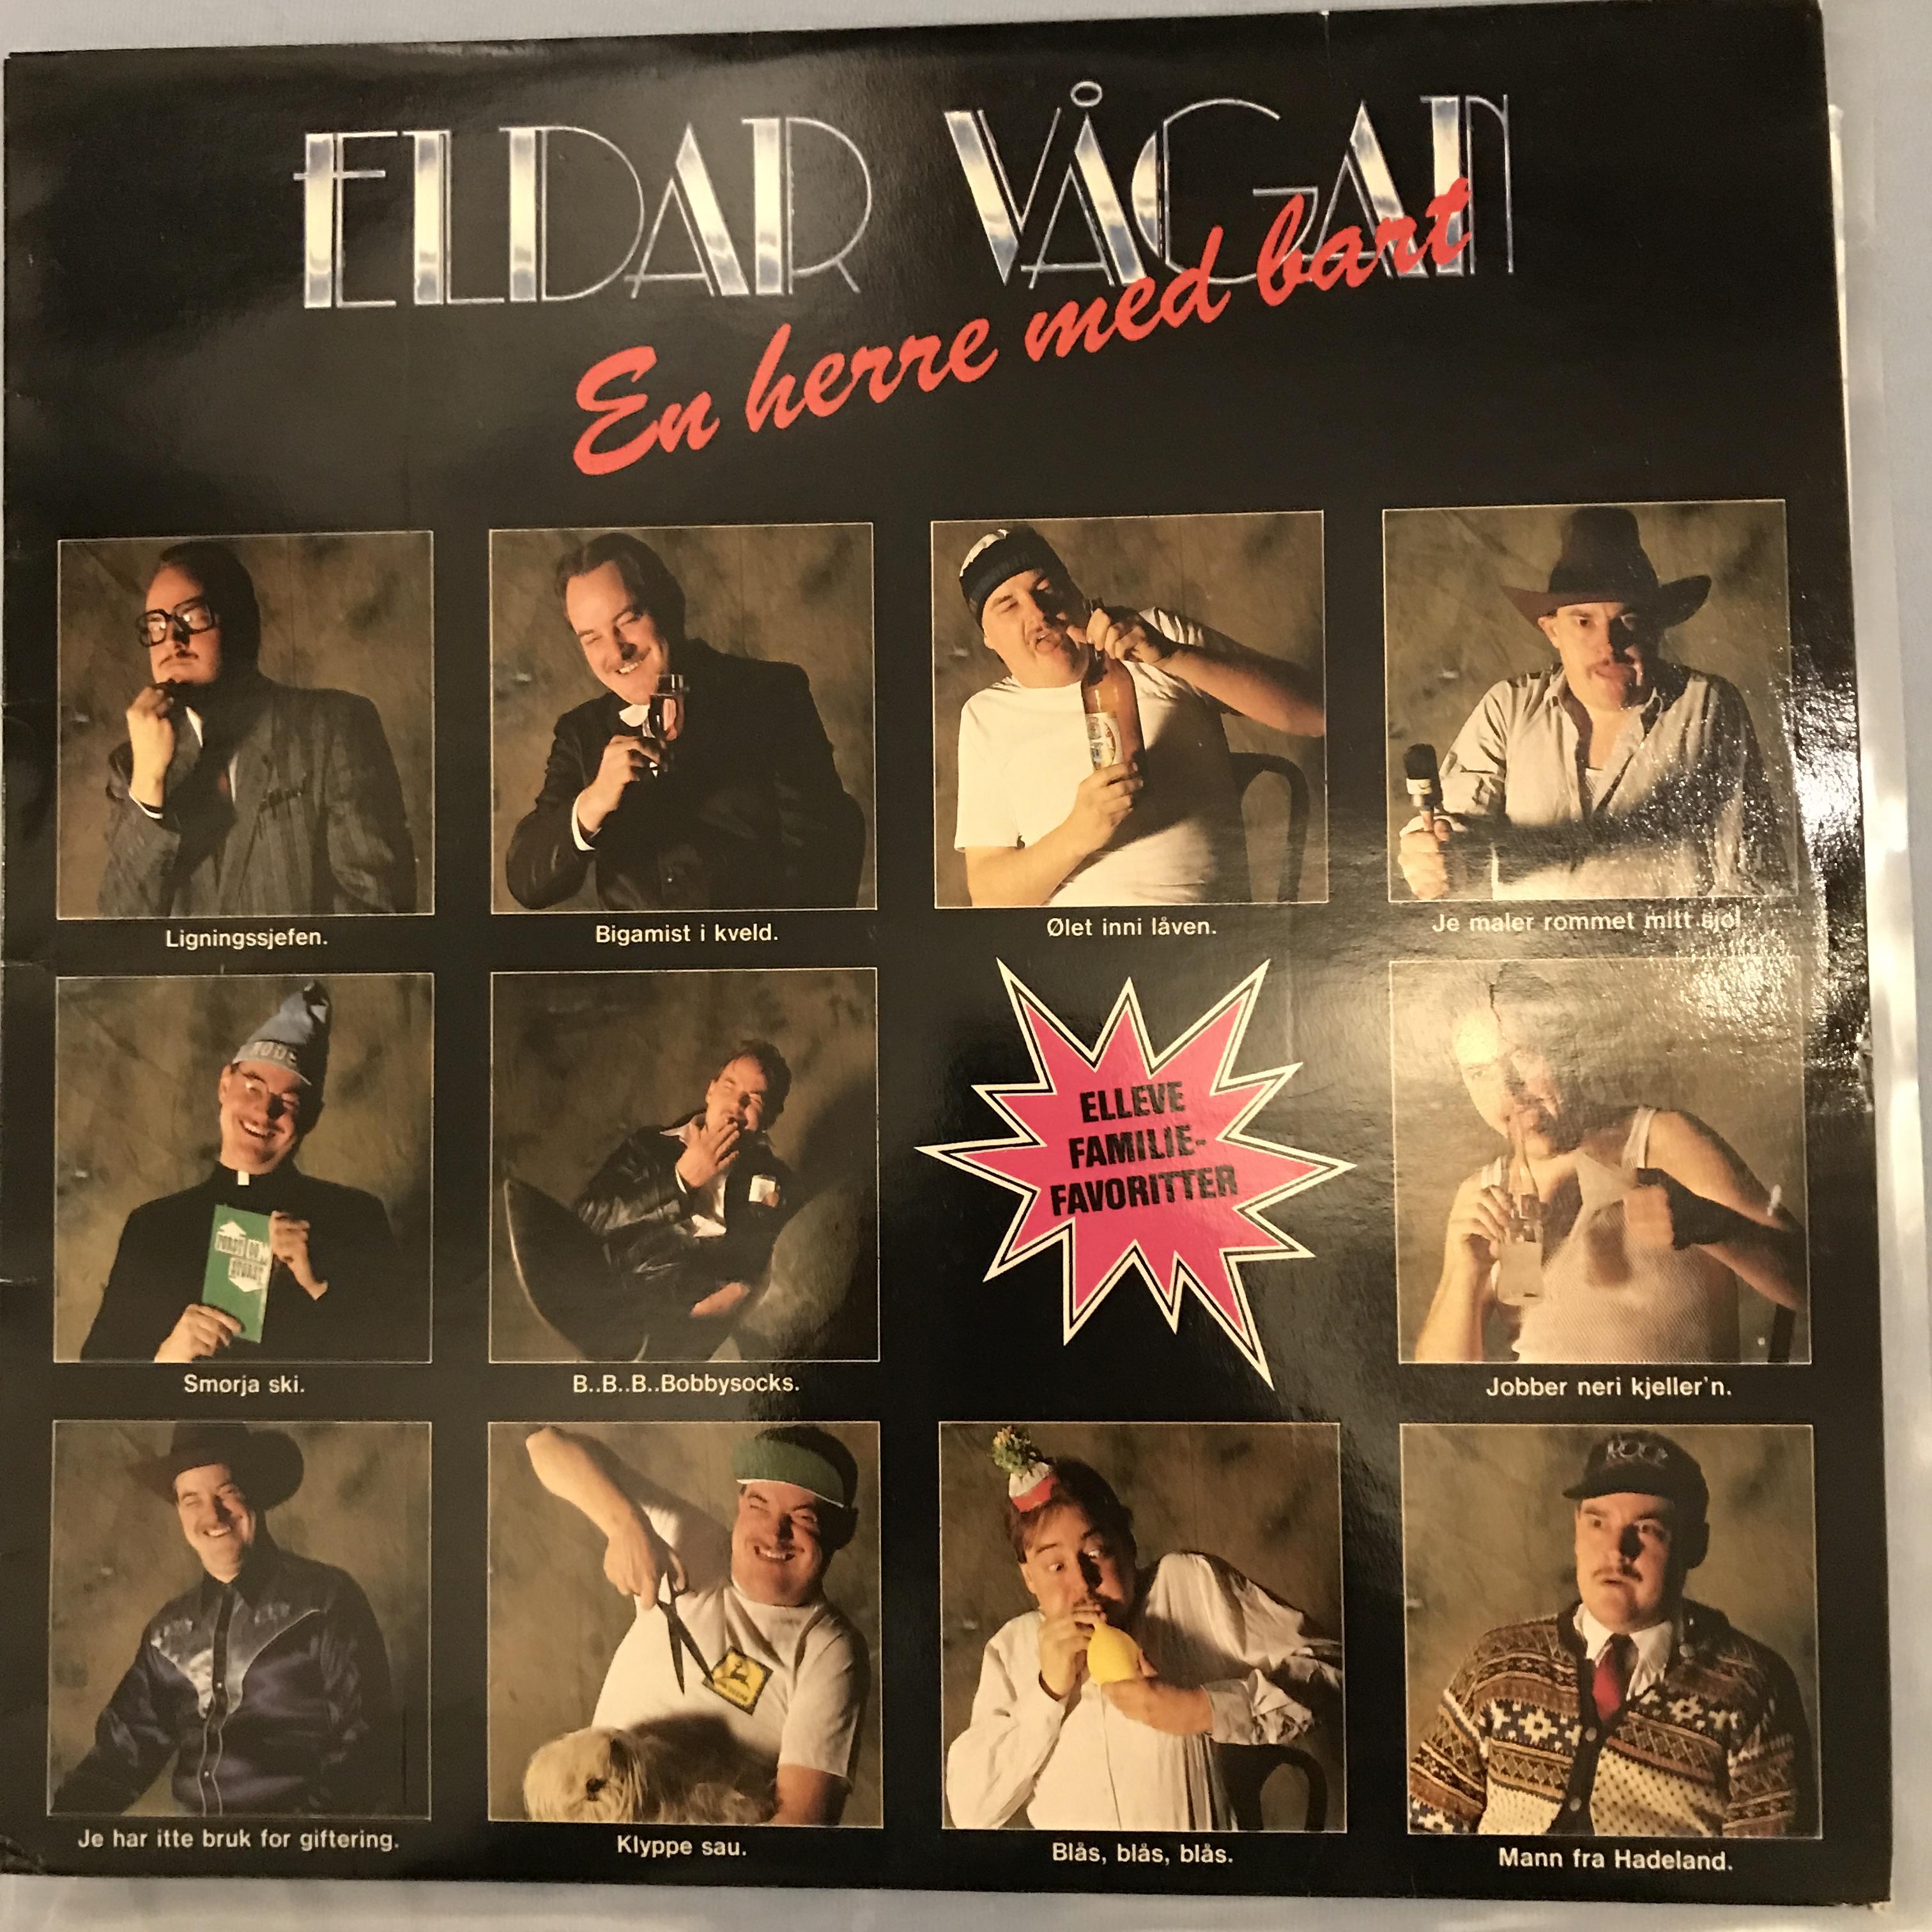 ELDAR VÅGAN
En herre med bart
Ligningssjefen.
Bigamist i kveld.
Ølet inni låven.
Je maler rommet mitt sjøl
Smørja ski.
B..B..B..Bobbysocks.
ELLEVE
FAMILIE-
FAVORITTER
Jobber neri kjeller'n.
Je har itte bruk for giftering.
Klyppe sau.
Blås, blås, blås.
Mann fra Hadeland.